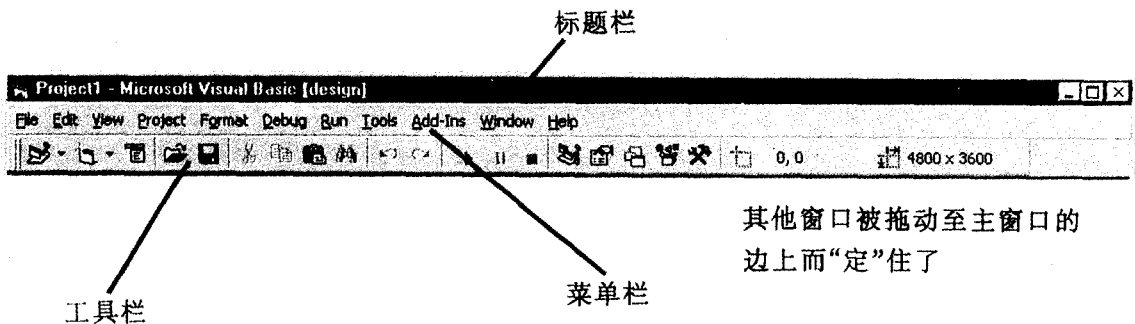 标题栏
Project1 - Microsoft Visual Basic [design]
File Edit View Project Format Debug Run Tools Add-Ins Window Help
0, 0 4800 x 3600
其他窗口被拖动至主窗口的
边上而“定”住了
菜单栏
工具栏